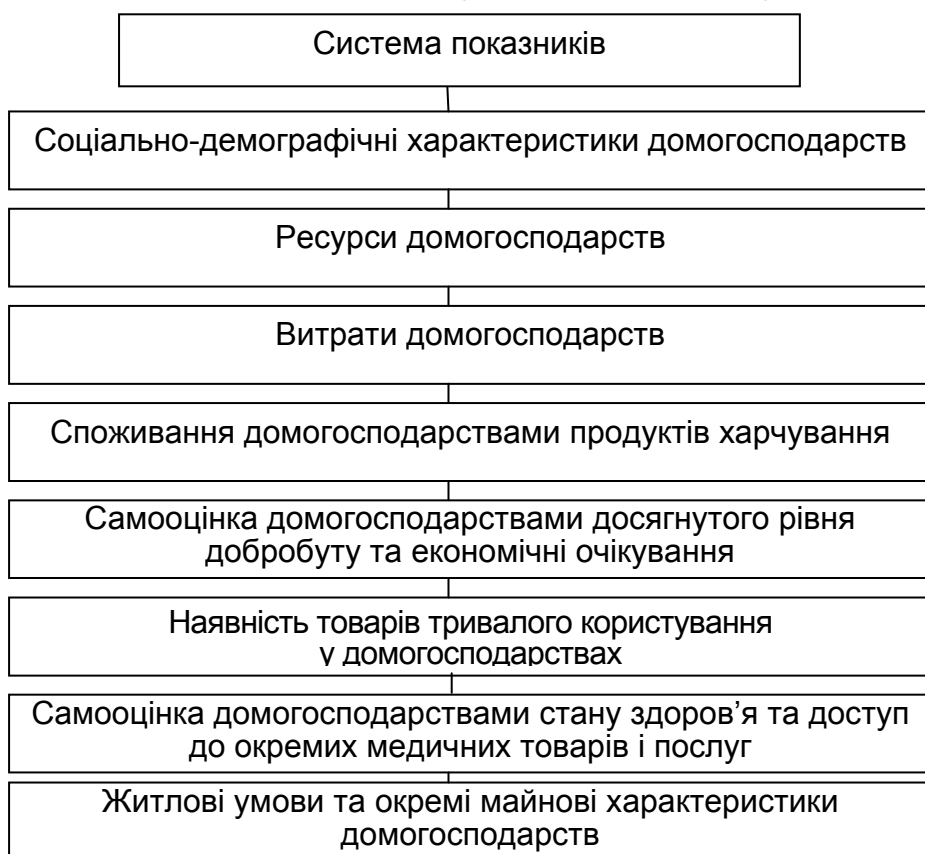 Система показників
Соціально-демографічні характеристики домогосподарств
Ресурси домогосподарств
Витрати домогосподарств
Споживання домогосподарствами продуктів харчування
Самооцінка домогосподарствами досягнутого рівня
добробуту та економічні очікування
Наявність товарів тривалого користування
у домогосподарствах
Самооцінка домогосподарствами стану здоров’я та доступ
до окремих медичних товарів і послуг
Житлові умови та окремі майнові характеристики
домогосподарств